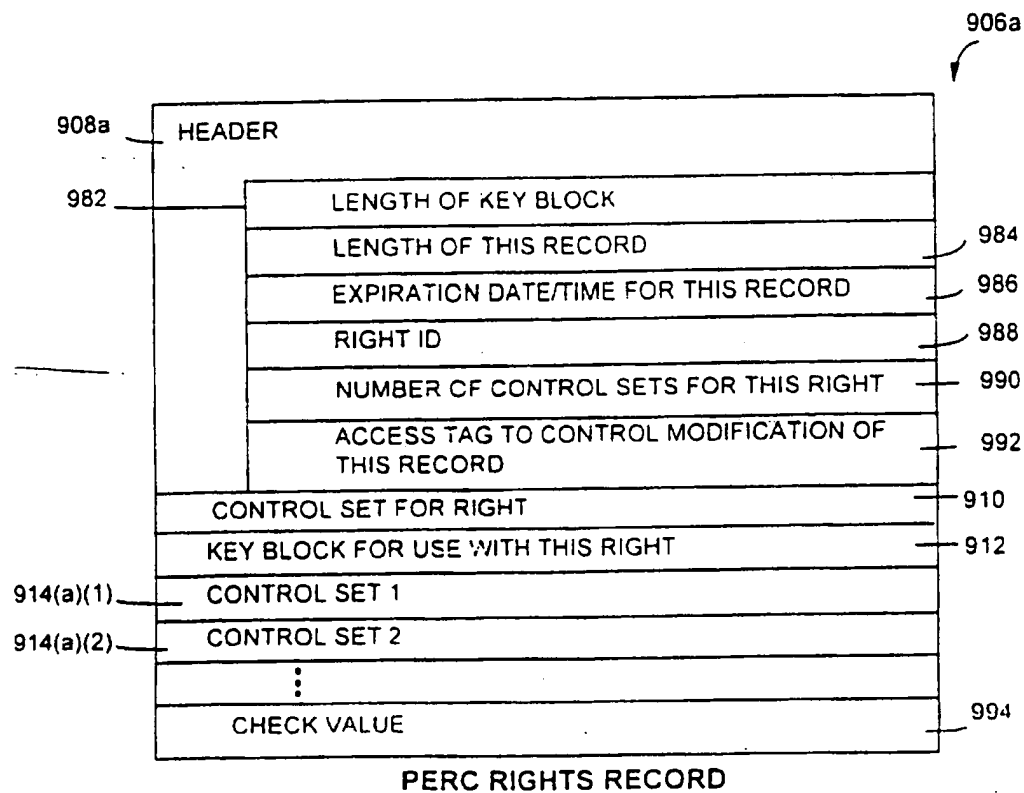 906a
908a HEADER
982 LENGTH OF KEY BLOCK
LENGTH OF THIS RECORD 984
EXPIRATION DATE/TIME FOR THIS RECORD 986
RIGHT ID 988
NUMBER OF CONTROL SETS FOR THIS RIGHT 990
ACCESS TAG TO CONTROL MODIFICATION OF 992
THIS RECORD
CONTROL SET FOR RIGHT 910
KEY BLOCK FOR USE WITH THIS RIGHT 912
914(a)(1) CONTROL SET 1
914(a)(2) CONTROL SET 2
CHECK VALUE 994
PERC RIGHTS RECORD